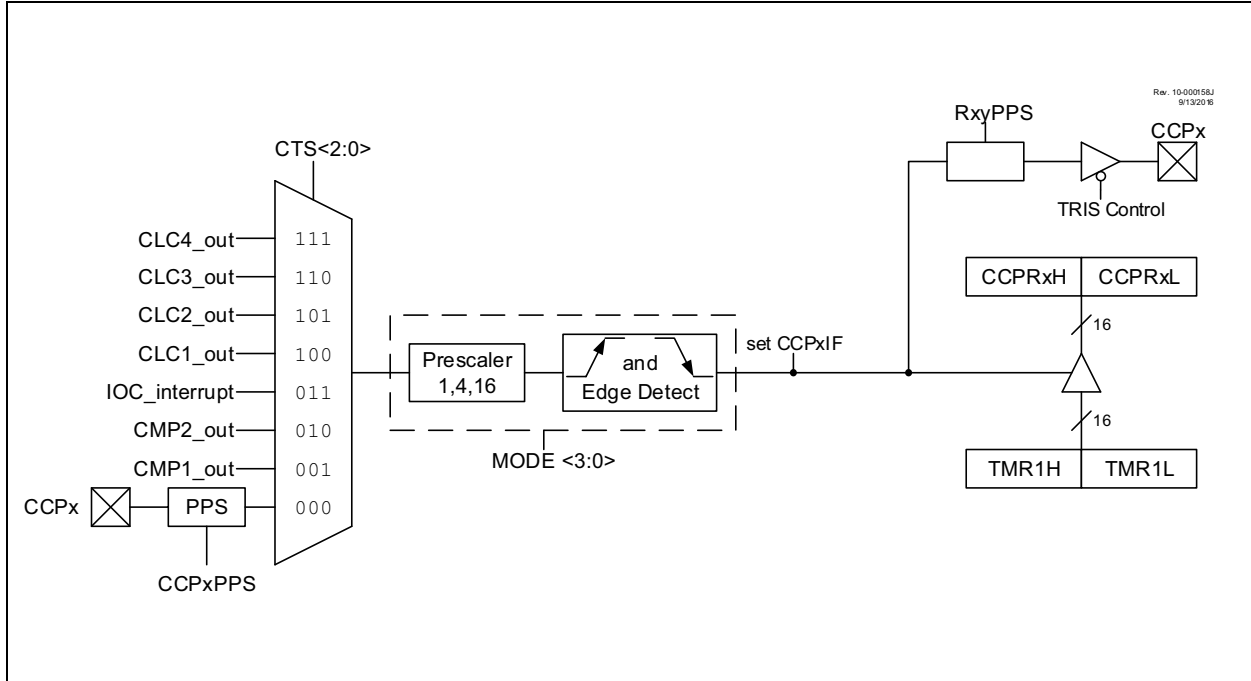 Rev. 10-000158J
9/13/2016
RxyPPS
CCPx
TRIS Control
CTS<2:0>
CLC4_out 111
CLC3_out 110
CLC2_out 101
CLC1_out 100
IOC_interrupt 011
CMP2_out 010
CMP1_out 001
CCPx PPS 000
CCPxPPS
Prescaler
1,4,16
and
Edge Detect
MODE <3:0>
set CCPxIF
CCPRxH CCPRxL
16
16
TMR1H TMR1L